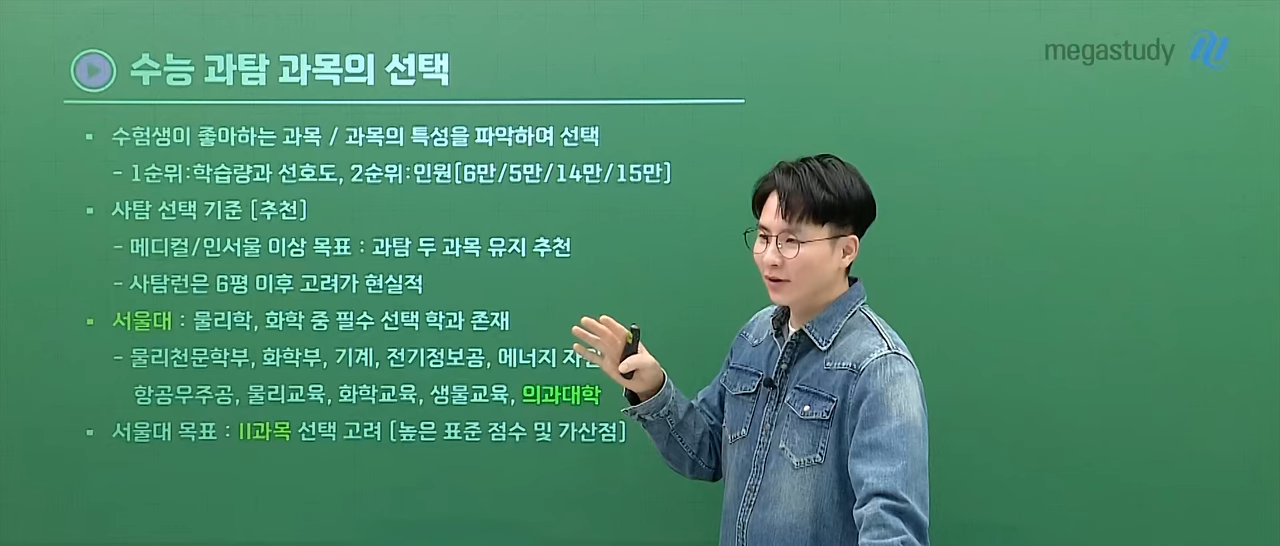 수능 과탐 과목의 선택
megastudy
▪ 수험생이 좋아하는 과목 / 과목의 특성을 파악하여 선택
- 1순위:학습량과 선호도, 2순위:인원[6만/5만/14만/15만]
▪ 사탐 선택 기준 [추천]
- 메디컬/인서울 이상 목표 : 과탐 두 과목 유지 추천
- 사탐런은 6평 이후 고려가 현실적
▪ 서울대 : 물리학, 화학 중 필수 선택 학과 존재
- 물리천문학부, 화학부, 기계, 전기정보공, 에너지
항공우주공, 물리교육, 화학교육, 생물교육, 의과대학
▪ 서울대 목표 : II과목 선택 고려 [높은 표준 점수 및 가산점]